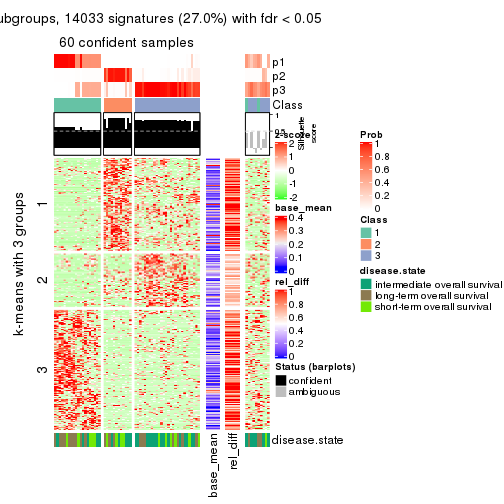 ubgroups, 14033 signatures (27.0%) with fdr < 0.05
60 confident samples
p1
p2
p3
Class
1
0.5
0
Silhouette
score
k-means with 3 groups
1
2
3
base_mean
rel_diff
disease.state
z-score
2
1
0
-1
-2
base_mean
0.4
0.3
0.2
0.1
0
rel_diff
1
0.8
0.6
0.4
0.2
0
Status (barplots)
confident
ambiguous
Prob
1
0.8
0.6
0.4
0.2
0
Class
1
2
3
disease.state
intermediate overall survival
long-term overall survival
short-term overall survival